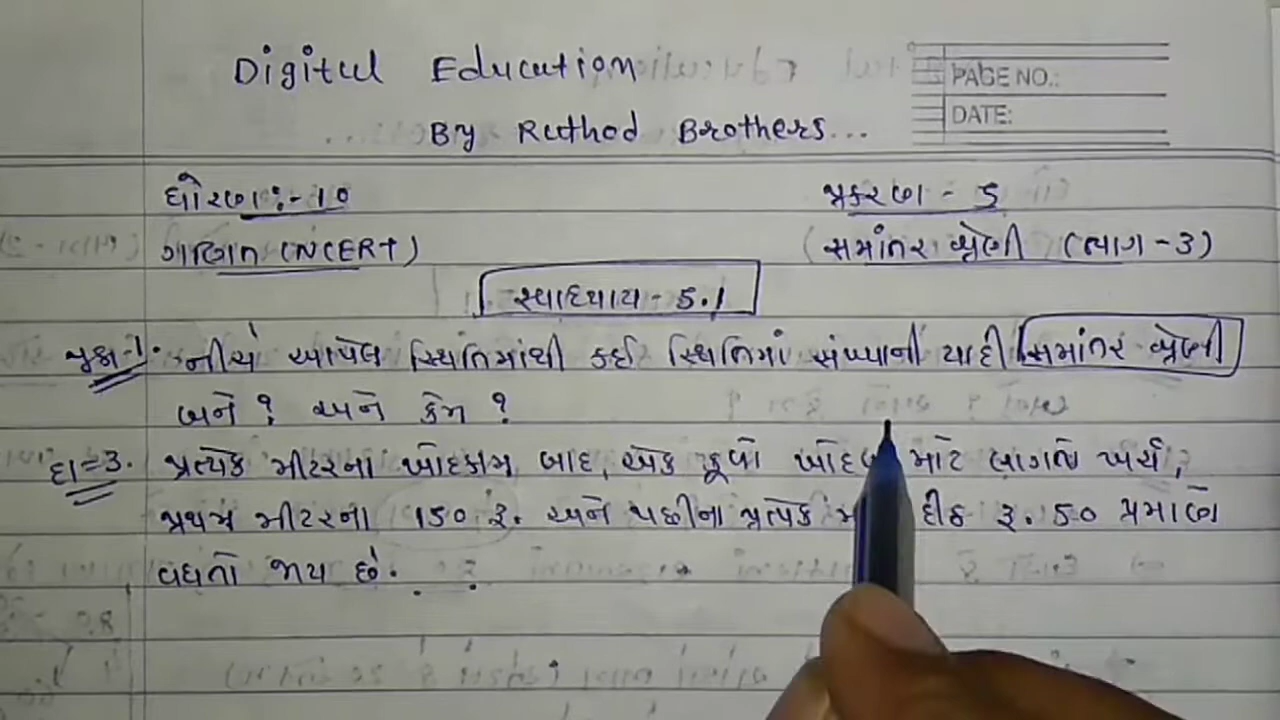 Digital Education
By Rathod Brothers...
PAGE NO.:
DATE:
ધોરણ :- 10
પ્રકરણ - 5
ગણિત (NCERT)
સમાંતર શ્રેણી (ભાગ - 3)
સ્વાધ્યાય - 5.1
પ્રશ્ન-1. નીચે આપેલ સ્થિતિમાંથી કઈ સ્થિતિમાં સંખ્યાની યાદી સમાંતર શ્રેણી
બને ? અને કેમ ?
દા-3. પ્રત્યેક મીટરના ખોદકામ બાદ, એક કૂવો માટે લાગતો ખર્ચ,
પ્રથમ મીટરના 150 રૂ. અને પછીના પ્રત્યેક દીઠ રૂ. 50 પ્રમાણે
વધતો જાય છે.